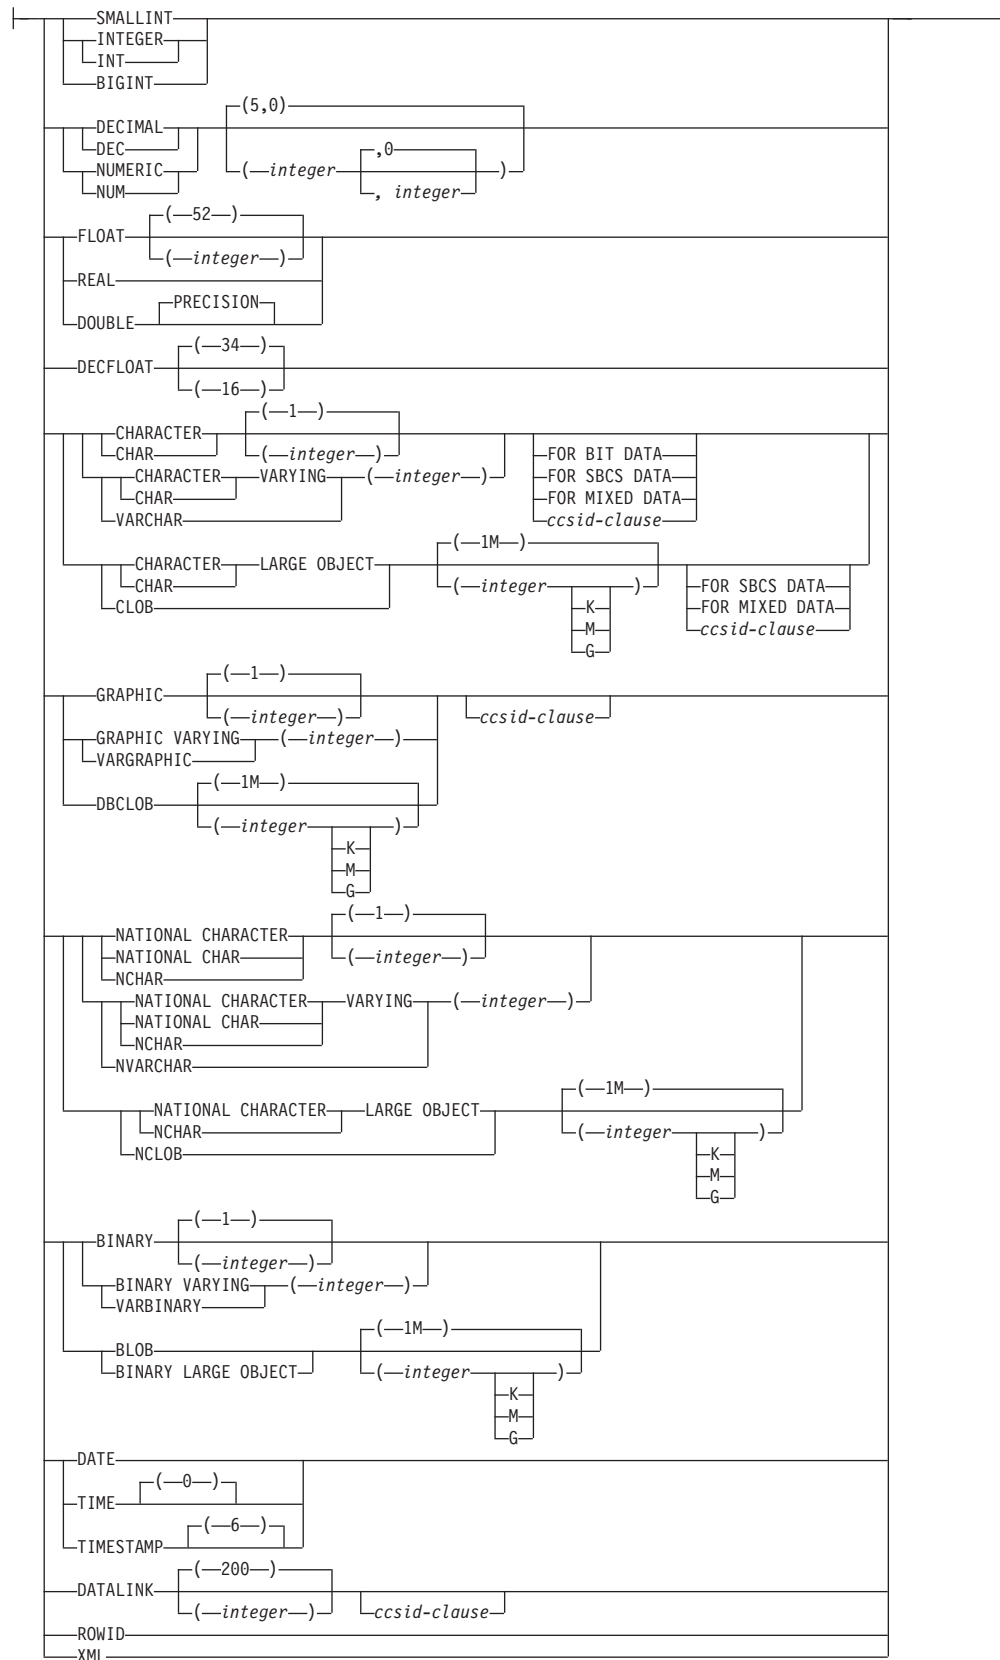 SMALLINT
INTEGER
INT
BIGINT
(5,0)
DECIMAL
DEC ,0
NUMERIC ( integer )
NUM , integer
( 52 )
FLOAT
( integer )
REAL
PRECISION
DOUBLE
( 34 )
DECFLOAT
( 16 )
( 1 )
CHARACTER
CHAR ( integer ) FOR BIT DATA
CHARACTER VARYING ( integer ) FOR SBCS DATA
CHAR FOR MIXED DATA
VARCHAR ccsid-clause
( 1M )
CHARACTER LARGE OBJECT
CHAR ( integer ) FOR SBCS DATA
CLOB K FOR MIXED DATA
M ccsid-clause
G
( 1 )
GRAPHIC
( integer ) ccsid-clause
GRAPHIC VARYING ( integer )
VARGRAPHIC
( 1M )
DBCLOB
( integer )
K
M
G
( 1 )
NATIONAL CHARACTER
NATIONAL CHAR ( integer )
NCHAR
NATIONAL CHARACTER VARYING ( integer )
NATIONAL CHAR
NCHAR
NVARCHAR
( 1M )
NATIONAL CHARACTER LARGE OBJECT
NCHAR ( integer )
NCLOB K
M
G
( 1 )
BINARY
( integer )
BINARY VARYING ( integer )
VARBINARY
( 1M )
BLOB
BINARY LARGE OBJECT ( integer )
K
M
G
DATE
( 0 )
TIME
( 6 )
TIMESTAMP
( 200 )
DATALINK
( integer ) ccsid-clause
ROWID
XML